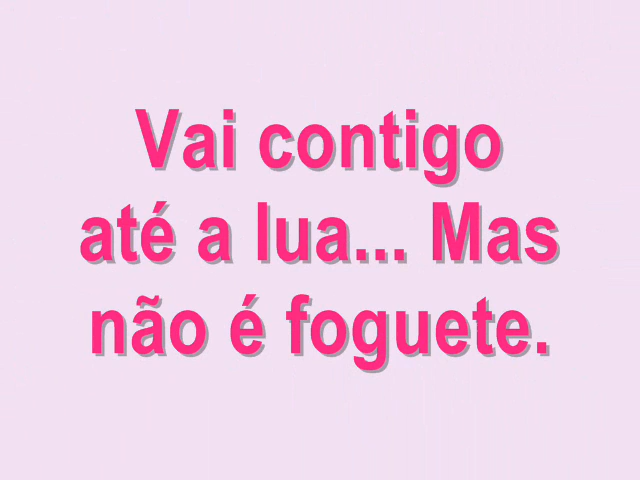 Vai contigo
até a lua... Mas
não é foguete.